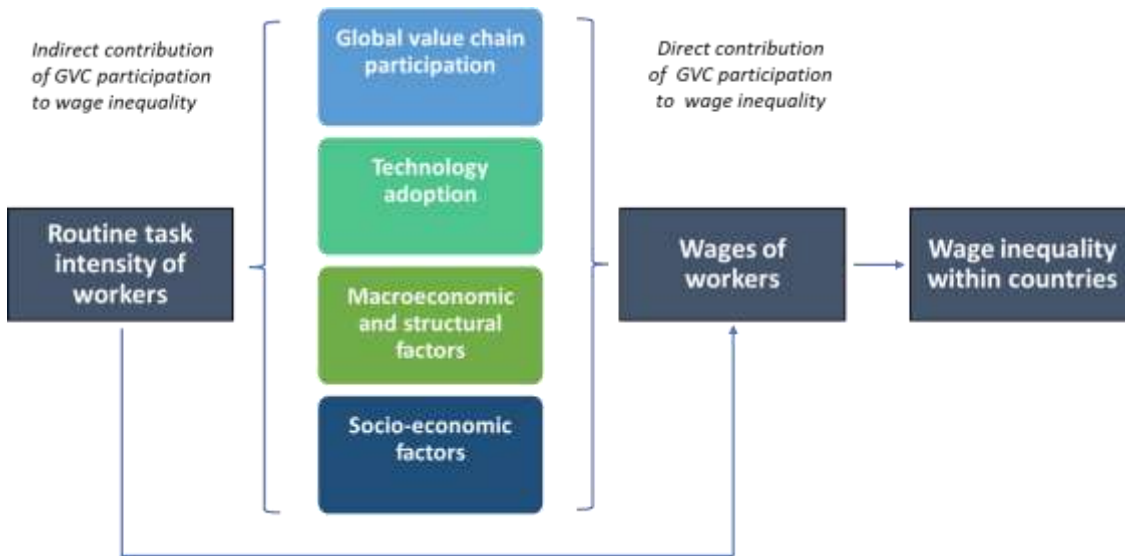 Indirect contribution
of GVC participation
to wage inequality
Global value chain
participation
Direct contribution
of GVC participation
to wage inequality
Technology
adoption
Routine task
intensity of
workers
Wages of
workers
Wage inequality
within countries
Macroeconomic
and structural
factors
Socio-economic
factors